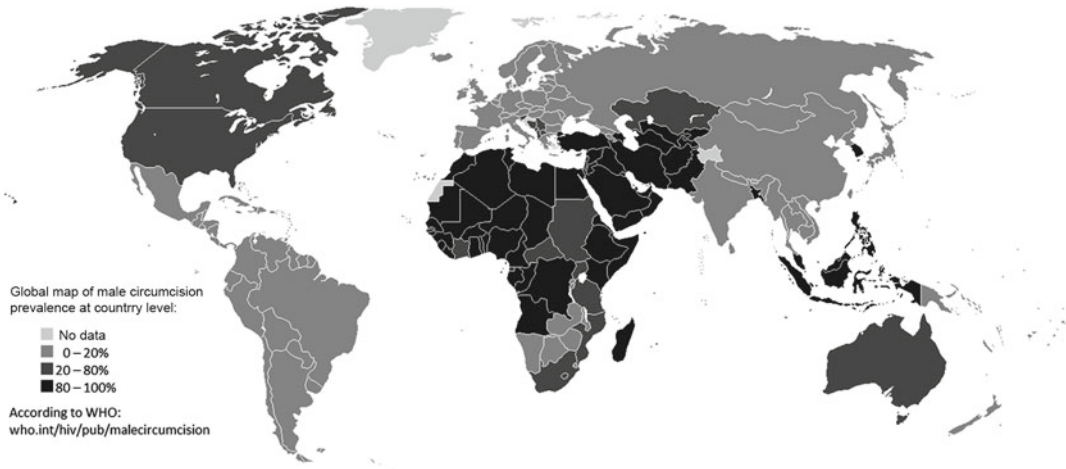 Global map of male circumcision
prevalence at countrry level:
No data
0–20%
20–80%
80–100%
According to WHO:
who.int/hiv/pub/malecircumcision